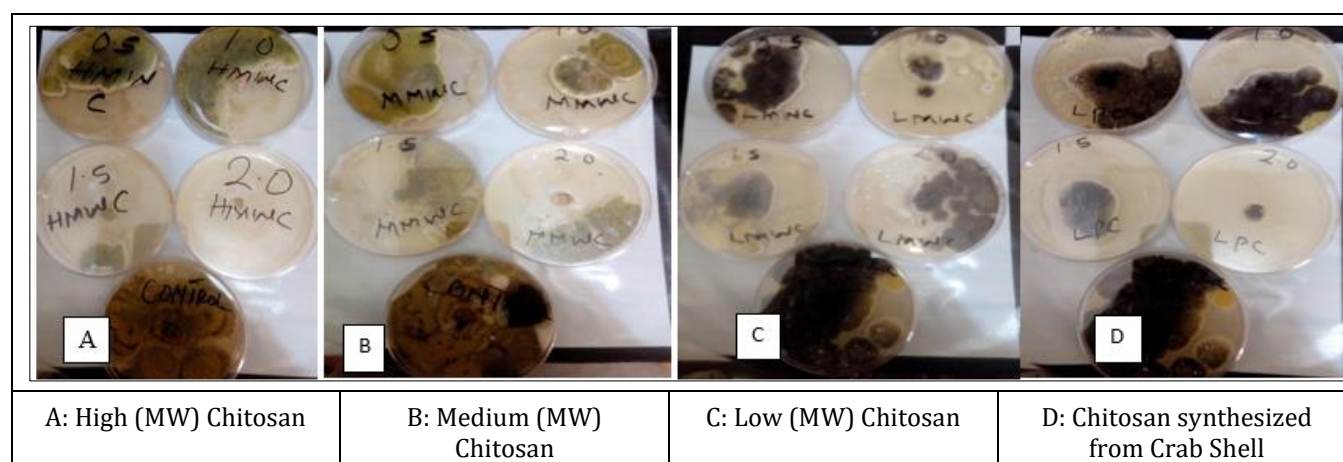 0.5
HMW
C
1.0
HMWC
1.5
HMWC
2.0
HMWC
CONTROL
A
0 5
MMWC
1.0
MMWC
1 5
MMWC
2.0
MMWC
B
LMWC
1.0
LMWC
LMWC
LMWC
C
LPC
1.0
1.5
LPC
2.0
LPC
D
A: High (MW) Chitosan
B: Medium (MW)
Chitosan
C: Low (MW) Chitosan
D: Chitosan synthesized
from Crab Shell